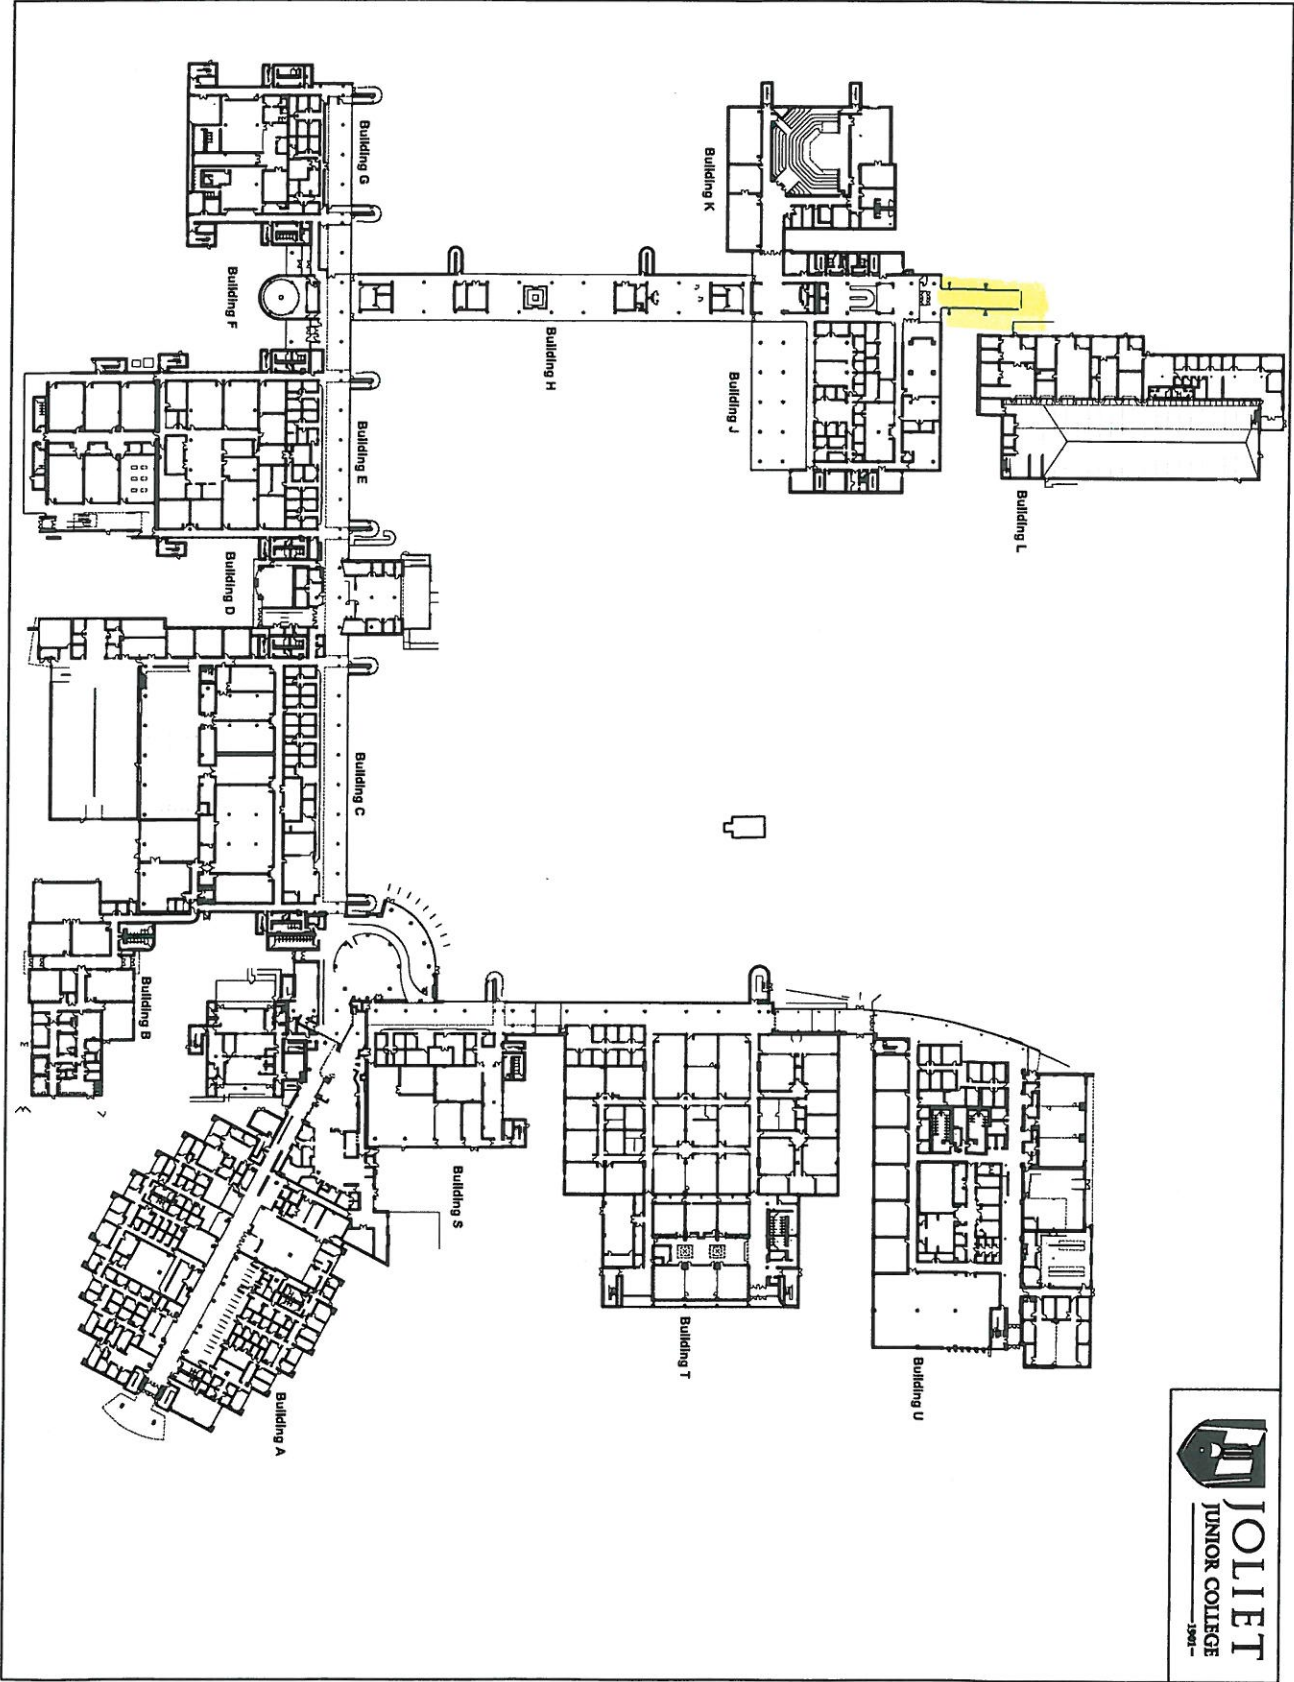 Building K
Building G
Building F
Building H
Building J
Building E
Building L
Building D
Building C
Building B
Building S
Building T
Building U
Building A
JOLIET
JUNIOR COLLEGE
1901